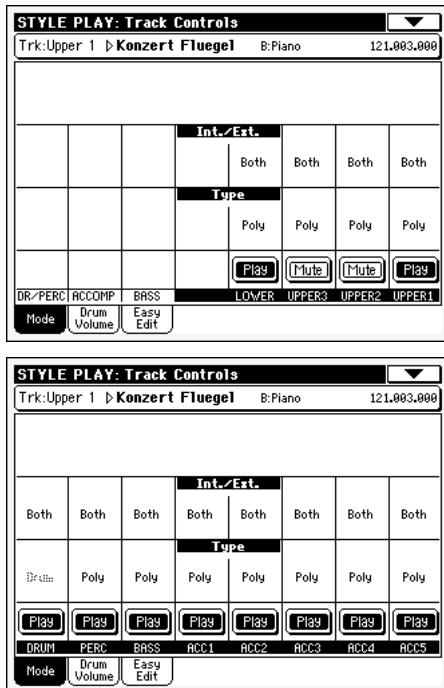 STYLE PLAY: Track Controls
Trk:Upper 1 ▷Konzert Fluegel B:Piano 121.003.000
Int./Ext.
Both Both Both Both
Type
Poly Poly Poly Poly
Play Mute Mute Play
DR/PERC ACCOMP BASS LOWER UPPER3 UPPER2 UPPER1
Mode Drum Volume Easy Edit
STYLE PLAY: Track Controls
Trk:Upper 1 ▷Konzert Fluegel B:Piano 121.003.000
Int./Ext.
Both Both Both Both Both Both Both Both
Type
Drum Poly Poly Poly Poly Poly Poly Poly
Play Play Play Play Play Play Play Play
DRUM PERC BASS ACC1 ACC2 ACC3 ACC4 ACC5
Mode Drum Volume Easy Edit